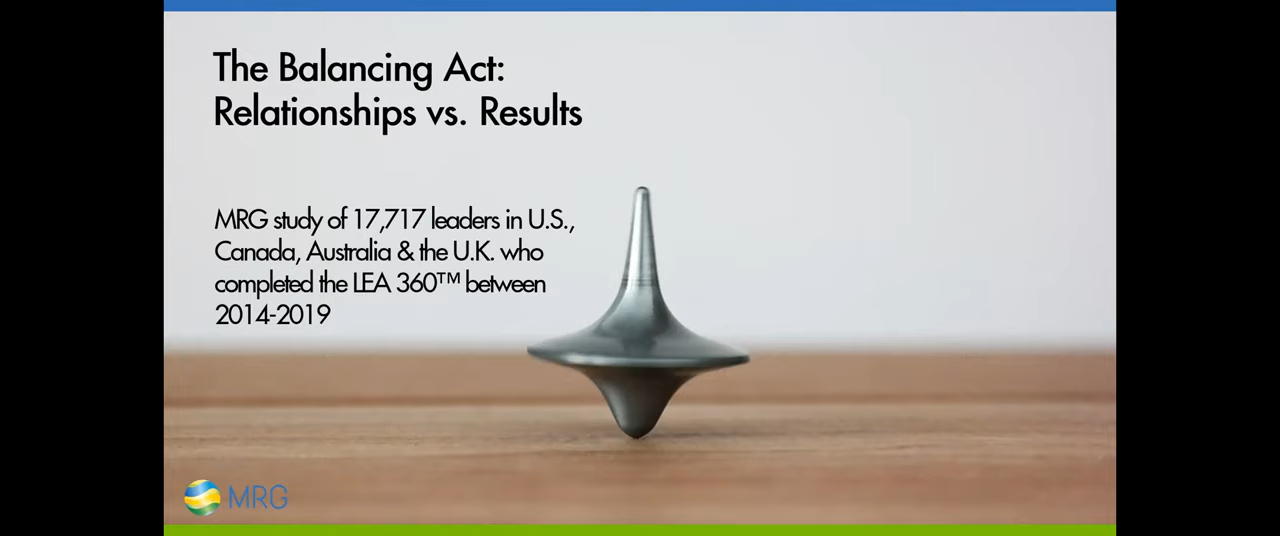 The Balancing Act:
Relationships vs. Results
MRG study of 17,717 leaders in U.S.,
Canada, Australia & the U.K. who
completed the LEA 360™ between
2014-2019
MRG